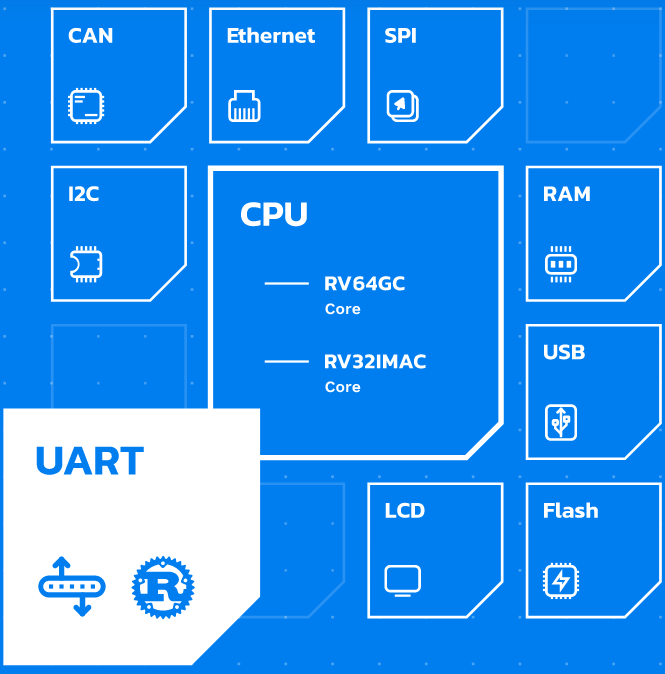 CAN
Ethernet
SPI
I2C
CPU
RV64GC
Core
RV32IMAC
Core
RAM
USB
UART
R
LCD
Flash